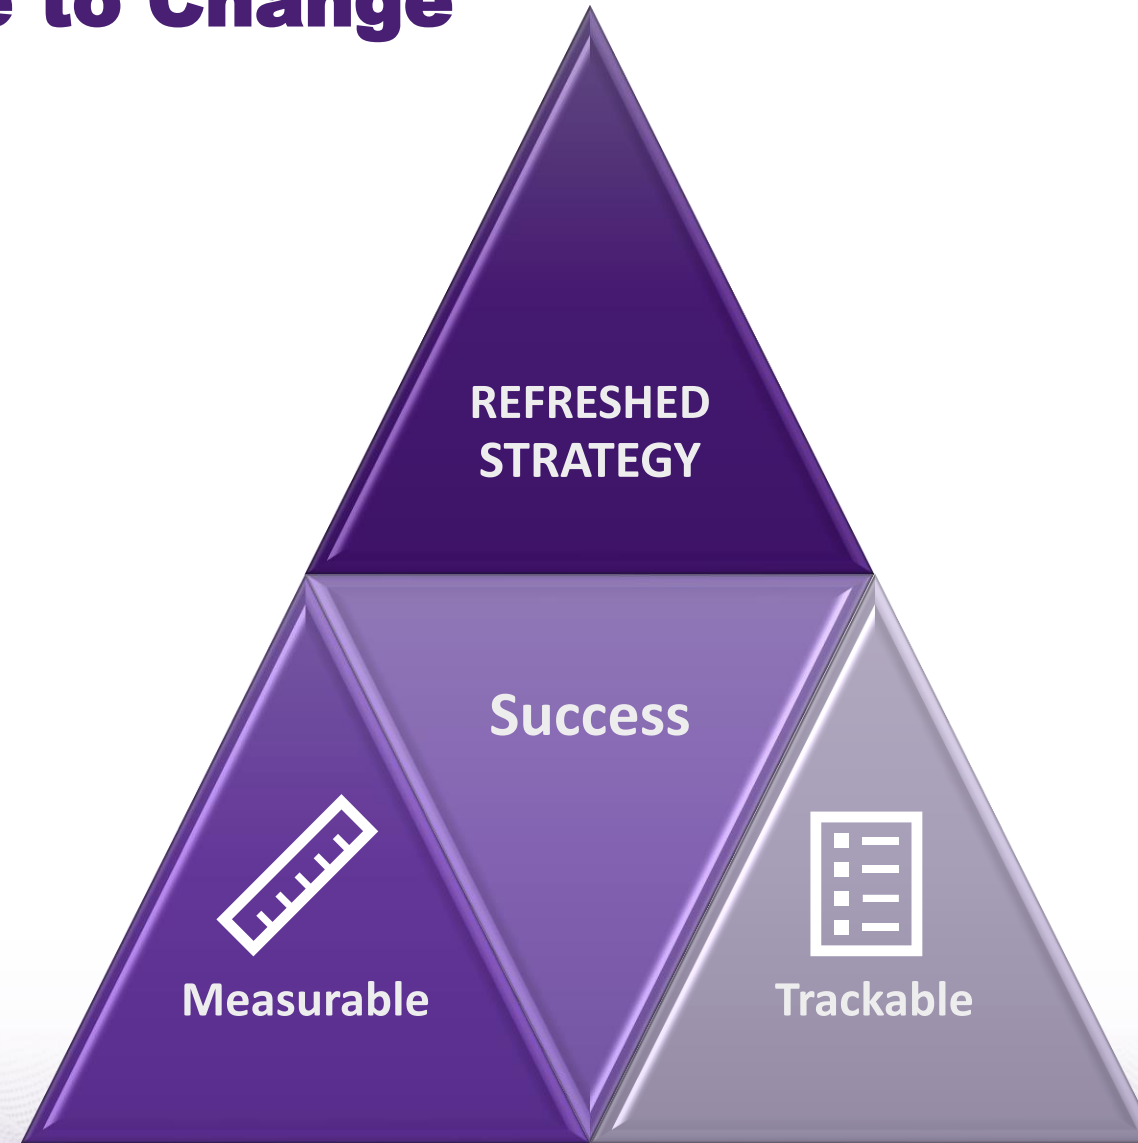 to Change
REFRESHED
STRATEGY
Success
Measurable
Trackable